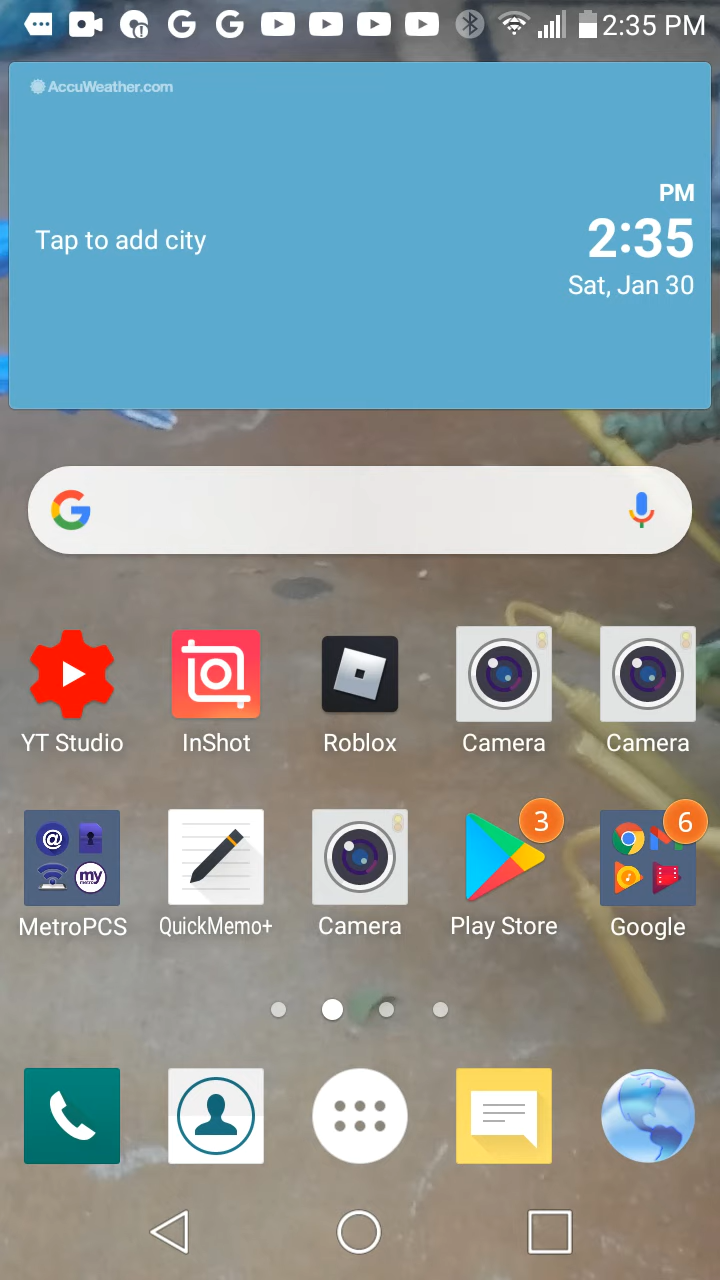 2:35 PM
AccuWeather.com
PM
Tap to add city
2:35
Sat, Jan 30
YT Studio
InShot
Roblox
Camera
Camera
3
6
@
my
MetroPCS
QuickMemo+
Camera
Play Store
Google